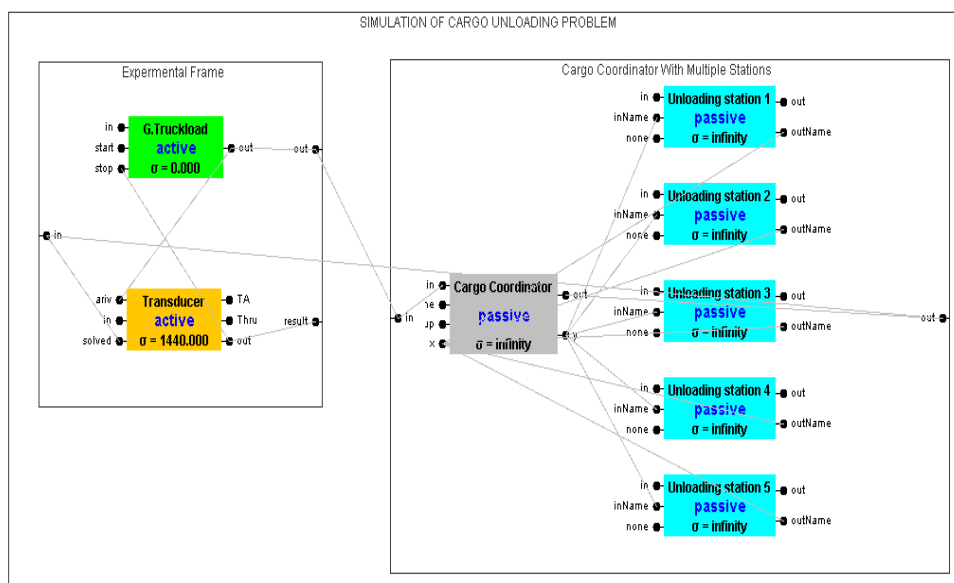 SIMULATION OF CARGO UNLOADING PROBLEM
Expermental Frame
in
start
stop
G.Truckload
active
σ = 0.000
out
out
in
ariv
in
solved
Transducer
active
σ = 1440.000
TA
Thru
out
result
Cargo Coordinator With Multiple Stations
in
in
ne
up
x
Cargo Coordinator
passive
σ = infinity
out
y
in
inName
none
Unloading station 1
passive
σ = infinity
out
outName
in
inName
none
Unloading station 2
passive
σ = infinity
out
outName
in
inName
none
Unloading station 3
passive
σ = infinity
out
outName
in
inName
none
Unloading station 4
passive
σ = infinity
out
outName
in
inName
none
Unloading station 5
passive
σ = infinity
out
outName
out